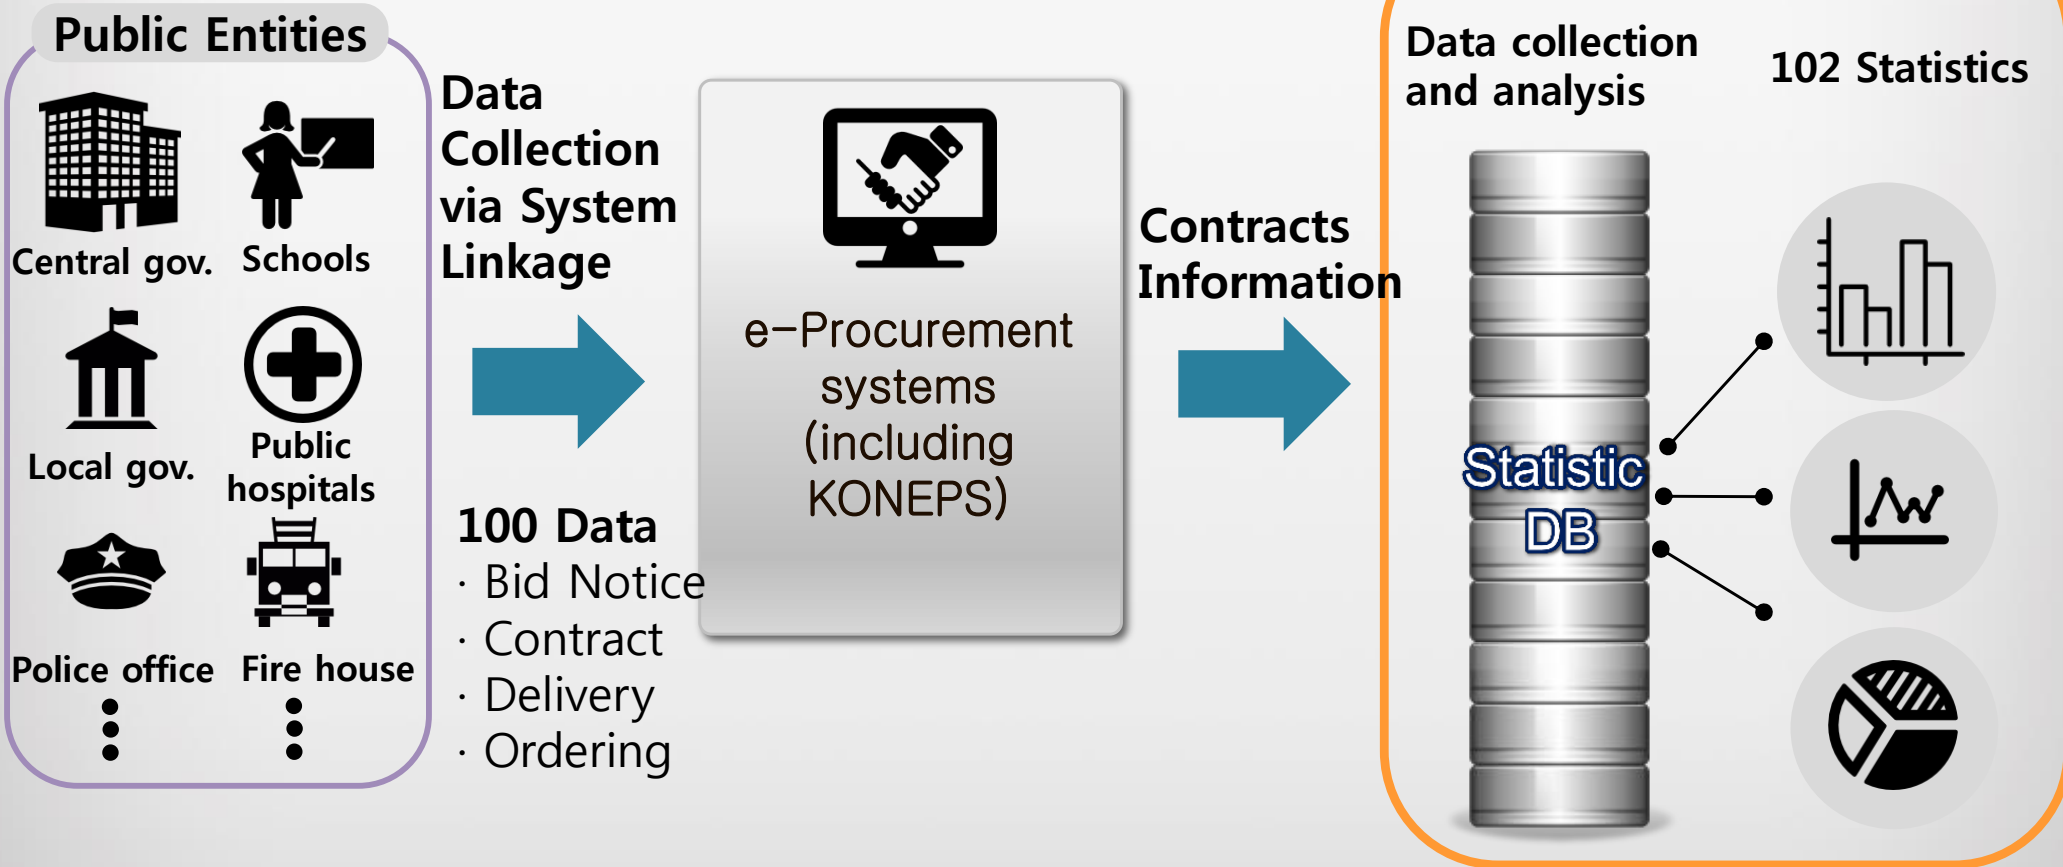 Public Entities
Central gov.
Schools
Local gov.
Public
hospitals
Police office
Fire house
Data
Collection
via System
Linkage
100 Data
· Bid Notice
· Contract
· Delivery
· Ordering
e-Procurement
systems
(including
KONEPS)
Contracts
Information
Data collection
and analysis
102 Statistics
Statistic
DB